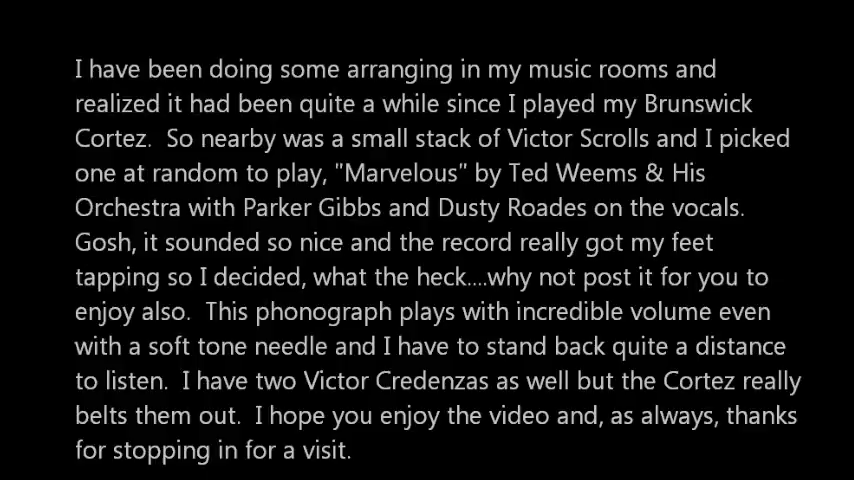 I have been doing some arranging in my music rooms and
realized it had been quite a while since I played my Brunswick
Cortez.  So nearby was a small stack of Victor Scrolls and I picked
one at random to play, "Marvelous" by Ted Weems & His
Orchestra with Parker Gibbs and Dusty Roades on the vocals.
Gosh, it sounded so nice and the record really got my feet
tapping so I decided, what the heck....why not post it for you to
enjoy also.  This phonograph plays with incredible volume even
with a soft tone needle and I have to stand back quite a distance
to listen.  I have two Victor Credenzas as well but the Cortez really
belts them out.  I hope you enjoy the video and, as always, thanks
for stopping in for a visit.